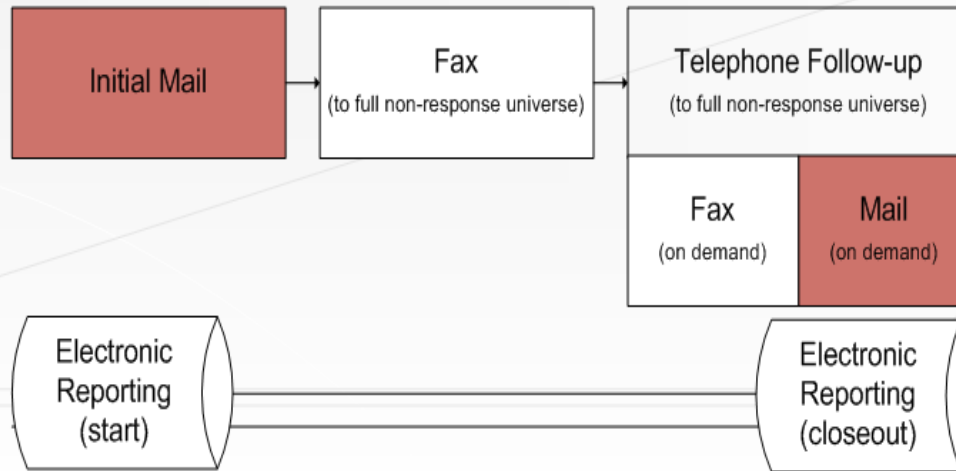 Initial Mail
Fax
(to full non-response universe)
Telephone Follow-up
(to full non-response universe)
Fax
(on demand)
Mail
(on demand)
Electronic
Reporting
(start)
Electronic
Reporting
(closeout)